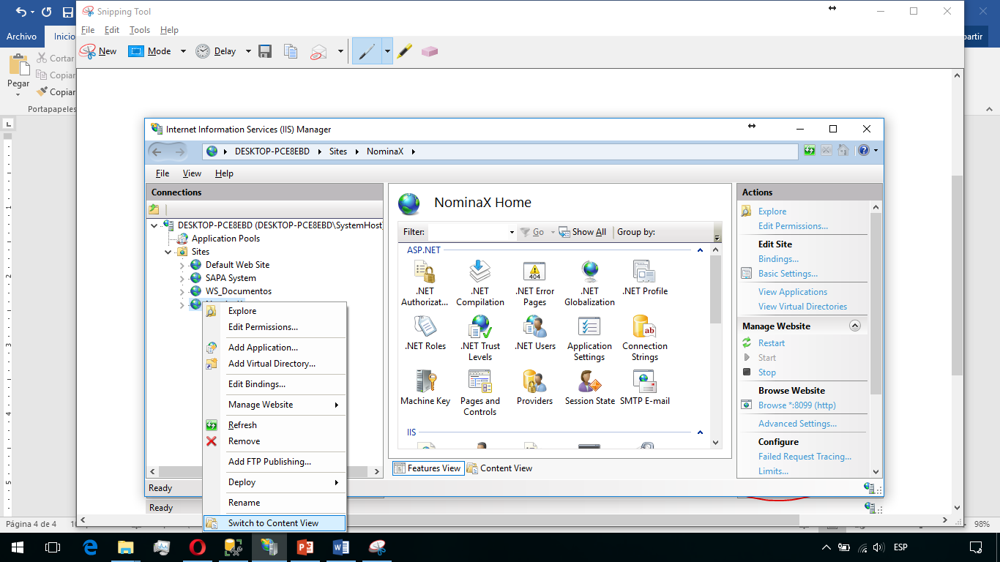 Snipping Tool
Archivo
Inicio
File Edit Tools Help
partir
Cortar
Copiar
Copiar
Pegar
Portapapeles
New Mode Delay
L
Internet Information Services (IIS) Manager
DESKTOP-PCE8EBD Sites NominaX
File View Help
Connections
DESKTOP-PCE8EBD (DESKTOP-PCE8EBD\SystemHost
Application Pools
Sites
Default Web Site
SAPA System
WS_Documentos
Explore
Edit Permissions...
Add Application...
Add Virtual Directory...
Edit Bindings...
Manage Website
Refresh
Remove
Add FTP Publishing...
Deploy
Rename
Switch to Content View
NominaX Home
Filter: Go Show All Group by:
ASP.NET
.NET Authorizat...
.NET Compilation
.NET Error Pages
404
.NET Globalization
.NET Profile
.NET Roles
.NET Trust Levels
.NET Users
Application Settings
Connection Strings
ab
Machine Key
Pages and Controls
Providers
Session State
SMTP E-mail
IIS
Features View Content View
Actions
Explore
Edit Permissions...
Edit Site
Bindings...
Basic Settings...
View Applications
View Virtual Directories
Manage Website
Restart
Start
Stop
Browse Website
Browse *:8099 (http)
Advanced Settings...
Configure
Failed Request Tracing...
Limits...
Ready
Ready
1
2
3
4
5
Página 4 de 4
98%
ESP